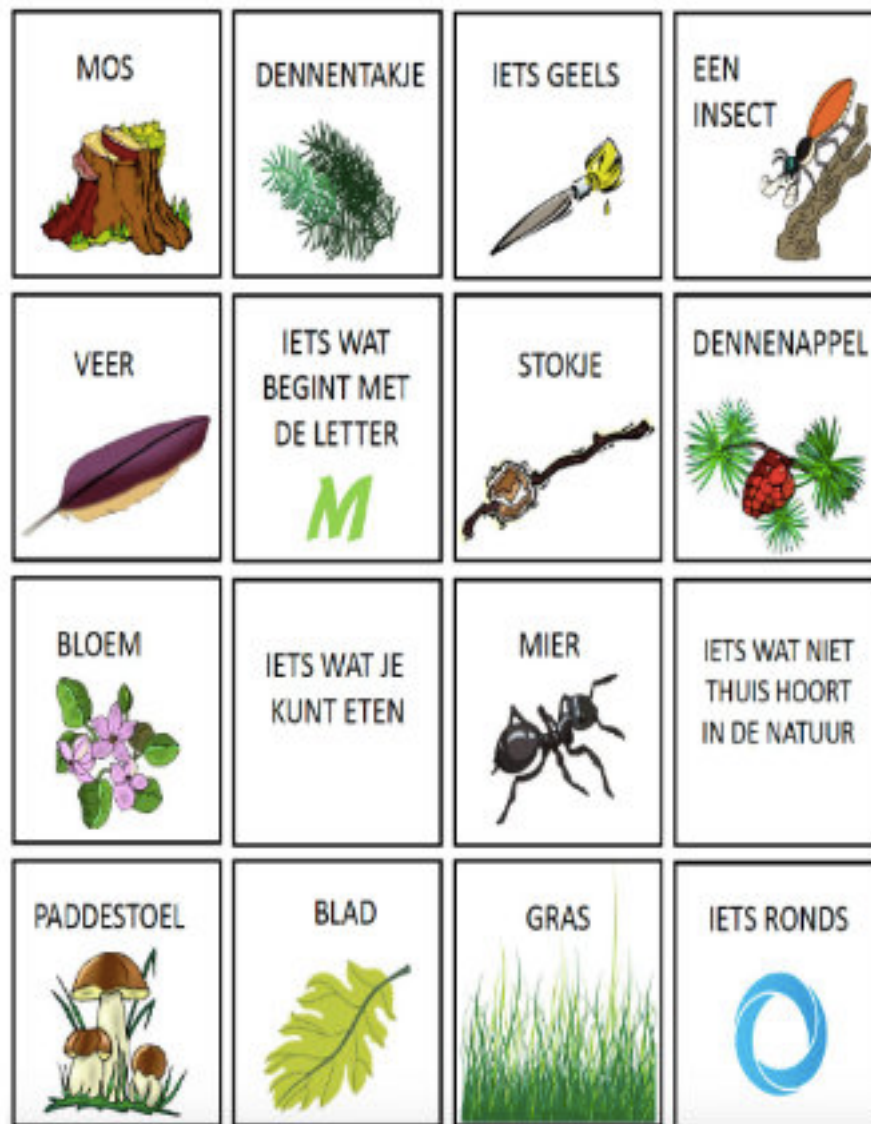 MOS
DENNENTAKJE
IETS GEELS
EEN
INSECT
VEER
IETS WAT
BEGINT MET
DE LETTER
M
STOKJE
DENNENAPPEL
BLOEM
IETS WAT JE
KUNT ETEN
MIER
IETS WAT NIET
THUIS HOORT
IN DE NATUUR
PADDESTOEL
BLAD
GRAS
IETS RONDS